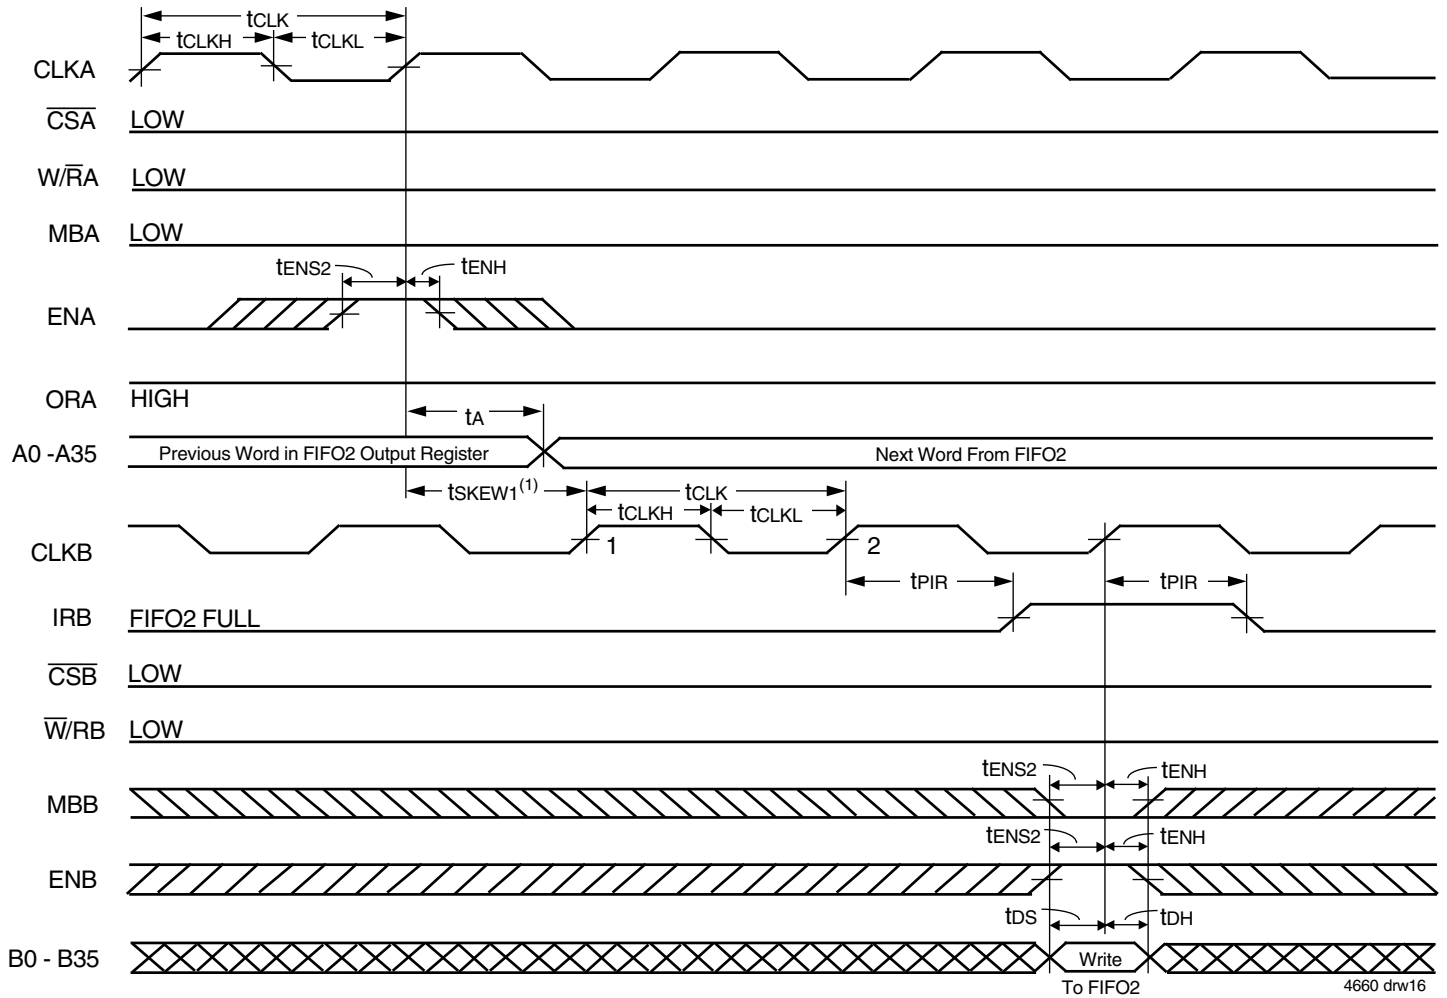 tCLK
tCLKH tCLKL
CLKA
CSA LOW
W/RA LOW
MBA LOW
tENS2 tENH
ENA
ORA HIGH
tA
A0 -A35 Previous Word in FIFO2 Output Register Next Word From FIFO2
tSKEW1(1) tCLK
tCLKH tCLKL
CLKB 1 2
tPIR tPIR
IRB FIFO2 FULL
CSB LOW
W/RB LOW
tENS2 tENH
MBB
tENS2 tENH
ENB
tDS tDH
B0 - B35 Write
To FIFO2
4660 drw16